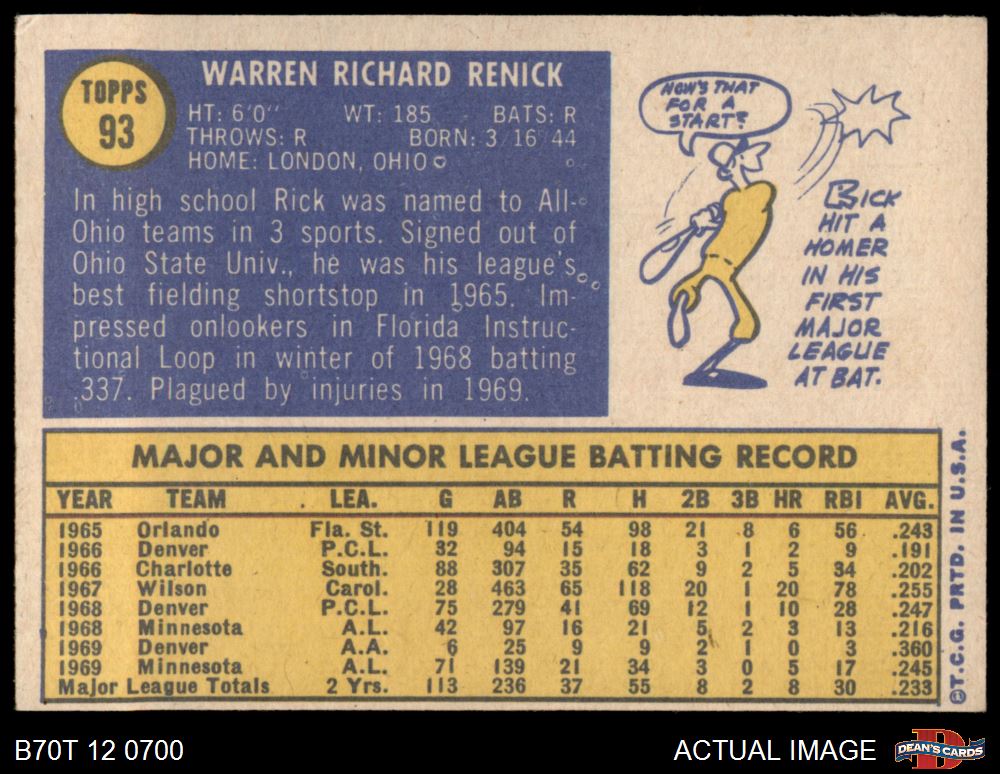 TOPPS
93
WARREN RICHARD RENICK
HT: 6'0" WT: 185 BATS: R
THROWS: R BORN: 3/16/44
HOME: LONDON, OHIO
In high school Rick was named to All-
Ohio teams in 3 sports. Signed out of
Ohio State Univ., he was his league's
best fielding shortstop in 1965. Im-
pressed onlookers in Florida Instruc-
tional Loop in winter of 1968 batting
.337. Plagued by injuries in 1969.
HOW'S THAT
FOR A
START?
RICK
HIT A
HOMER
IN HIS
FIRST
MAJOR
LEAGUE
AT BAT.
MAJOR AND MINOR LEAGUE BATTING RECORD
YEAR TEAM LEA. G AB R H 2B 3B HR RBI AVG.
1965 Orlando Fla. St. 119 404 54 98 21 8 6 56 .243
1966 Denver P.C.L. 32 94 15 18 3 1 2 9 .191
1966 Charlotte South. 88 307 35 62 9 2 5 34 .202
1967 Wilson Carol. 28 463 65 118 20 1 20 78 .255
1968 Denver P.C.L. 75 279 41 69 12 1 10 28 .247
1968 Minnesota A.L. 42 97 16 21 5 2 3 13 .216
1969 Denver A.A. 6 25 9 9 2 1 0 3 .360
1969 Minnesota A.L. 71 139 21 34 3 0 5 17 .245
Major League Totals 2 Yrs. 113 236 37 55 8 2 8 30 .233
©T.C.G. PRTD. IN U.S.A.
B70T 12 0700
ACTUAL IMAGE
D
DEAN'S CARDS